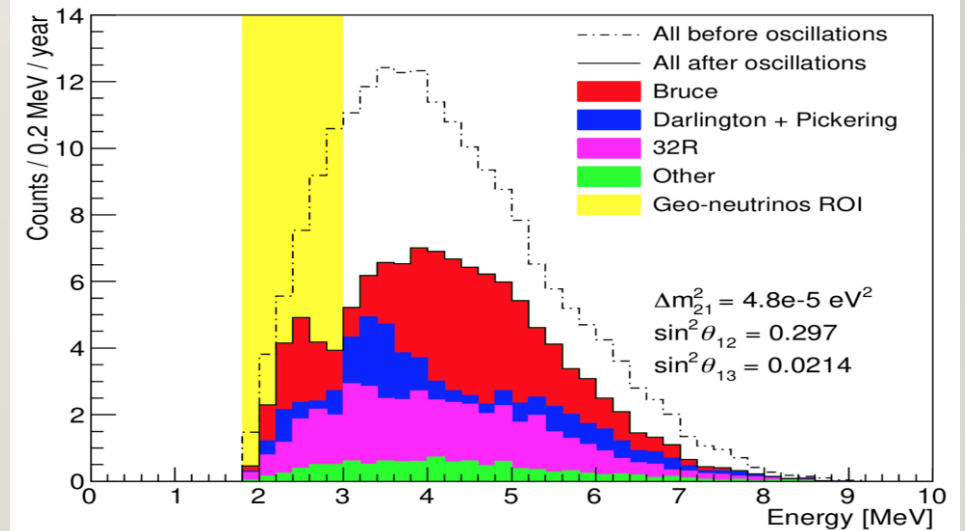 Counts / 0.2 MeV / year
14
12
10
8
6
4
2
0
All before oscillations
All after oscillations
Bruce
Darlington + Pickering
32R
Other
Geo-neutrinos ROI
Δm²₂₁ = 4.8e-5 eV²
sin²θ₁₂ = 0.297
sin²θ₁₃ = 0.0214
0 1 2 3 4 5 6 7 8 9 10
Energy [MeV]